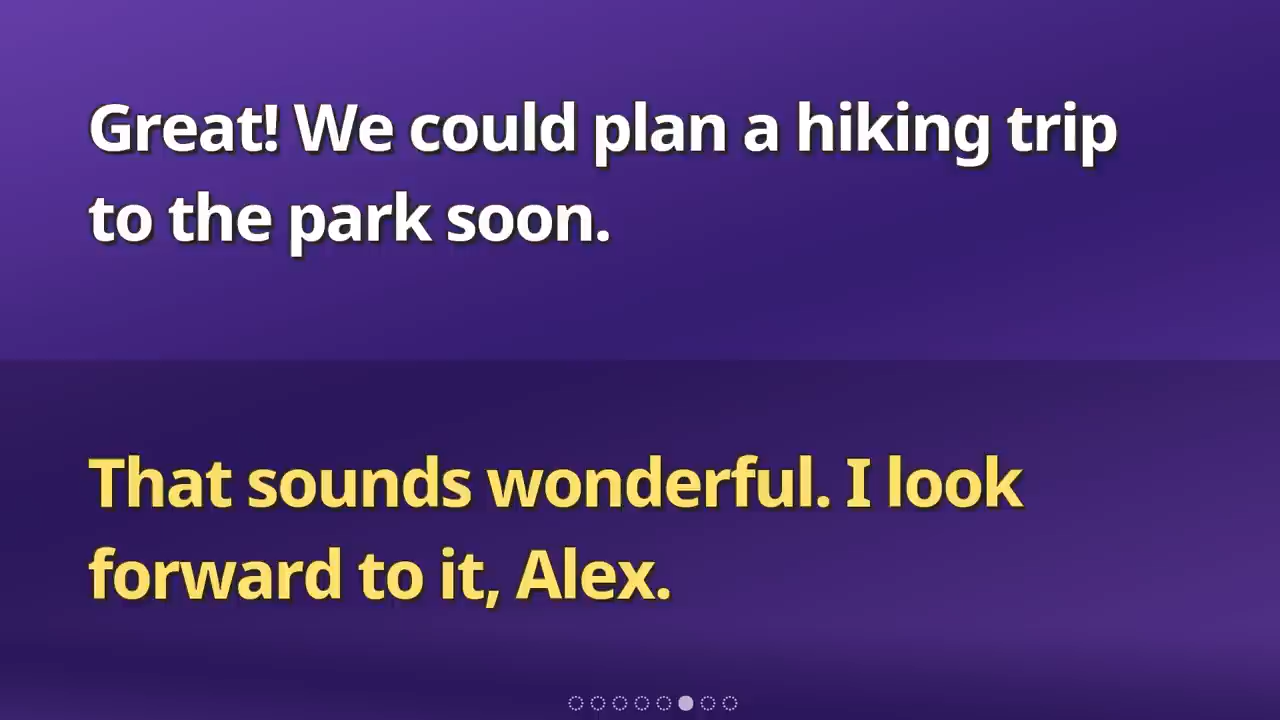 Great! We could plan a hiking trip
to the park soon.
That sounds wonderful. I look
forward to it, Alex.